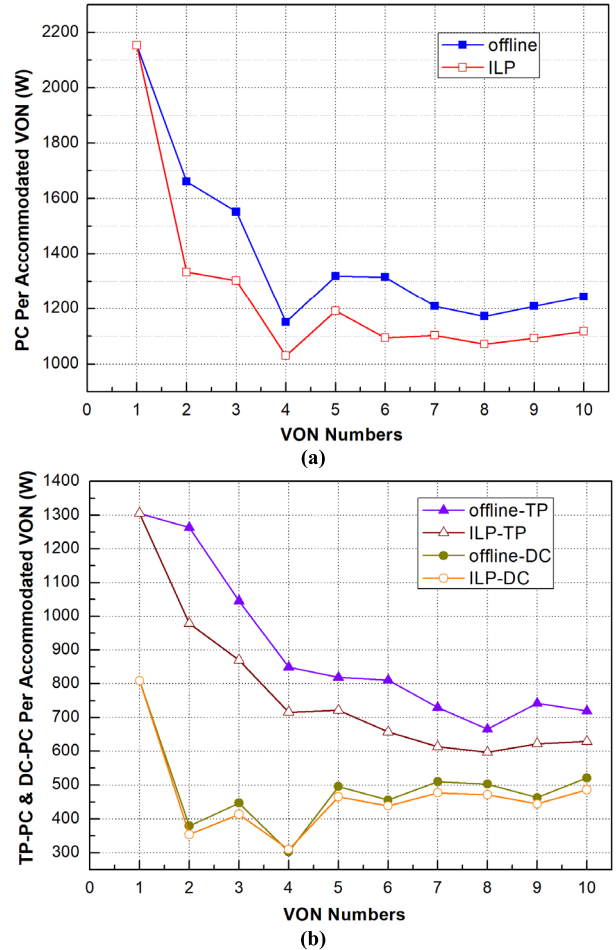 2200
2000
1800
1600
1400
1200
1000
PC Per Accommodated VON (W)
offline
ILP
0 1 2 3 4 5 6 7 8 9 10
VON Numbers
(a)
1400
1300
1200
1100
1000
900
800
700
600
500
400
300
TP-PC & DC-PC Per Accommodated VON (W)
offline-TP
ILP-TP
offline-DC
ILP-DC
0 1 2 3 4 5 6 7 8 9 10
VON Numbers
(b)